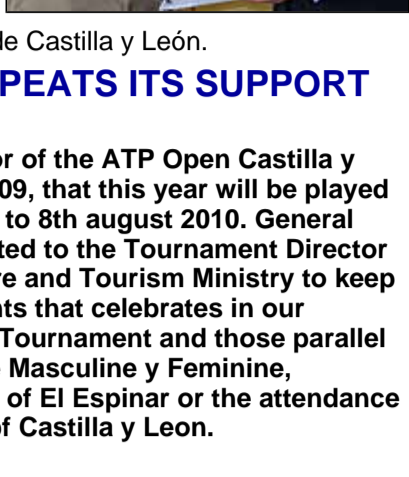 de Castilla y León.
PEATS ITS SUPPORT
or of the ATP Open Castilla y
09, that this year will be played
to 8th august 2010. General
ted to the Tournament Director
re and Tourism Ministry to keep
nts that celebrates in our
Tournament and those parallel
Masculine y Feminine,
of El Espinar or the attendance
of Castilla y Leon.